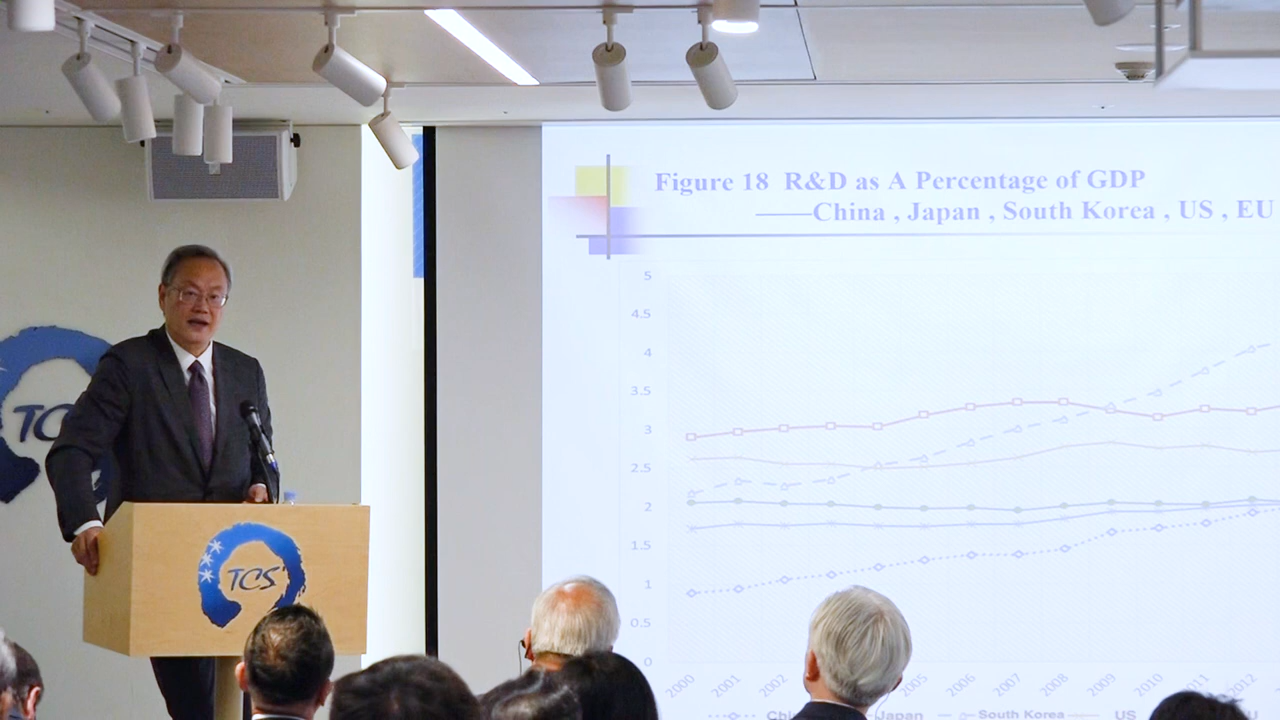 Figure 18 R&D as A Percentage of GDP
——China , Japan , South Korea , US , EU
5
4.5
4
3.5
3
2.5
2
1.5
1
0.5
0
2000 2001 2002 2005 2006 2007 2008 2009 2010 2011 2012
Japan South Korea US
TC
TCS